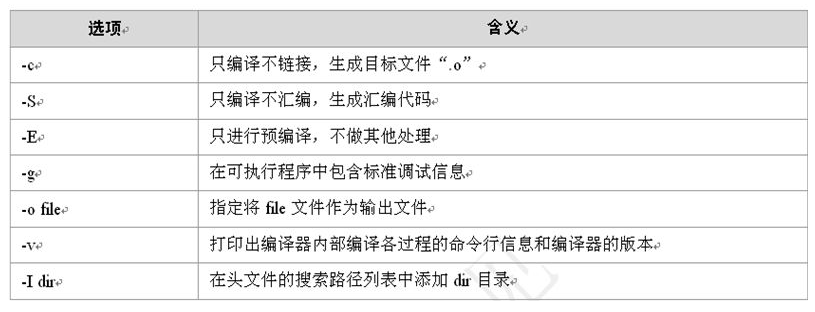 选项 含义
-c 只编译不链接，生成目标文件“.o”
-S 只编译不汇编，生成汇编代码
-E 只进行预编译，不做其他处理
-g 在可执行程序中包含标准调试信息
-o file 指定将 file 文件作为输出文件
-v 打印出编译器内部编译各过程的命令行信息和编译器的版本
-I dir 在头文件的搜索路径列表中添加 dir 目录